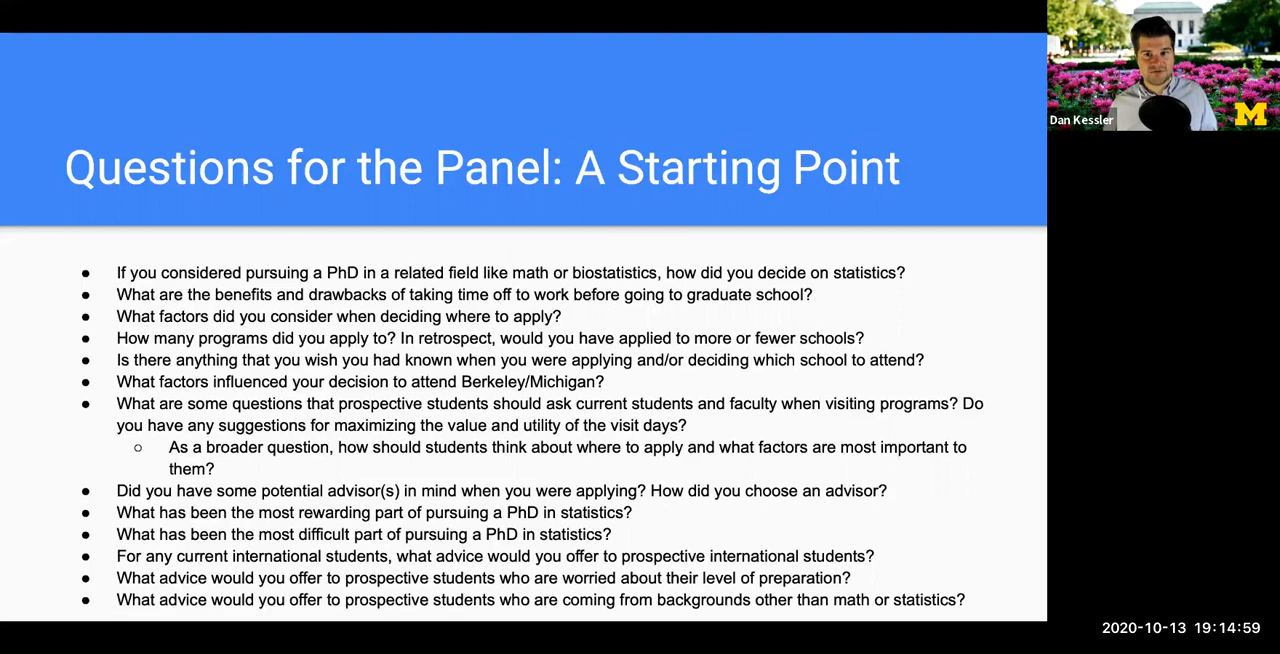 Questions for the Panel: A Starting Point
● If you considered pursuing a PhD in a related field like math or biostatistics, how did you decide on statistics?
● What are the benefits and drawbacks of taking time off to work before going to graduate school?
● What factors did you consider when deciding where to apply?
● How many programs did you apply to? In retrospect, would you have applied to more or fewer schools?
● Is there anything that you wish you had known when you were applying and/or deciding which school to attend?
● What factors influenced your decision to attend Berkeley/Michigan?
● What are some questions that prospective students should ask current students and faculty when visiting programs? Do
you have any suggestions for maximizing the value and utility of the visit days?
○ As a broader question, how should students think about where to apply and what factors are most important to
them?
● Did you have some potential advisor(s) in mind when you were applying? How did you choose an advisor?
● What has been the most rewarding part of pursuing a PhD in statistics?
● What has been the most difficult part of pursuing a PhD in statistics?
● For any current international students, what advice would you offer to prospective international students?
● What advice would you offer to prospective students who are worried about their level of preparation?
● What advice would you offer to prospective students who are coming from backgrounds other than math or statistics?
Dan Kessler
M
2020-10-13 19:14:59